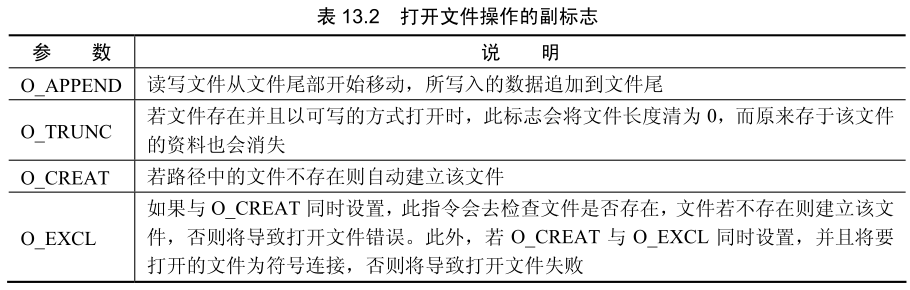 表 13.2 打开文件操作的副标志
参 数 说 明
O_APPEND 读写文件从文件尾部开始移动，所写入的数据追加到文件尾
O_TRUNC 若文件存在并且以可写的方式打开时，此标志会将文件长度清为 0，而原来存于该文件
的资料也会消失
O_CREAT 若路径中的文件不存在则自动建立该文件
O_EXCL 如果与 O_CREAT 同时设置，此指令会去检查文件是否存在，文件若不存在则建立该文
件，否则将导致打开文件错误。此外，若 O_CREAT 与 O_EXCL 同时设置，并且将要
打开的文件为符号连接，否则将导致打开文件失败